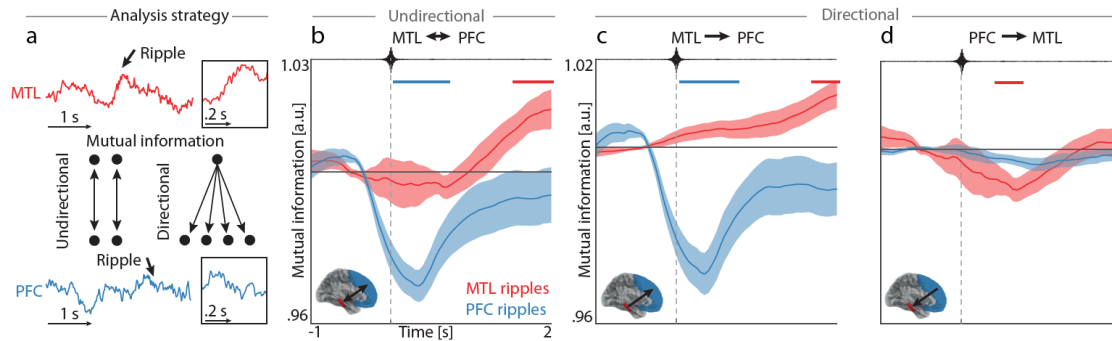 Analysis strategy
Undirectional
Directional
a
b
MTL PFC
c
MTL PFC
d
PFC MTL
Ripple
MTL
1 s
.2 s
Mutual information
Undirectional
Directional
Ripple
PFC
1 s
.2 s
1.03
Mutual information [a.u.]
.96
-1
Time [s]
2
MTL ripples
PFC ripples
1.02
Mutual information [a.u.]
.96